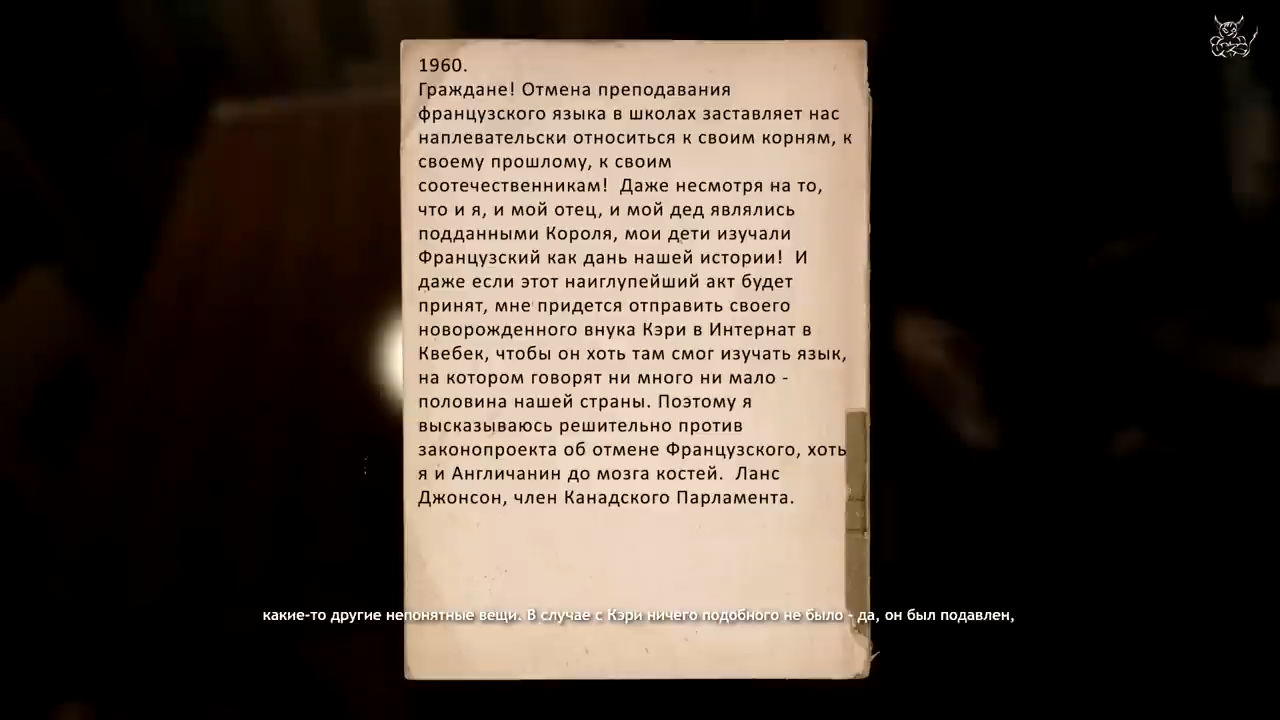 1960.
Граждане! Отмена преподавания
французского языка в школах заставляет нас
наплевательски относиться к своим корням, к
своему прошлому, к своим
соотечественникам!  Даже несмотря на то,
что и я, и мой отец, и мой дед являлись
подданными Короля, мои дети изучали
Французский как дань нашей истории!  И
даже если этот наиглупейший акт будет
принят, мне придется отправить своего
новорожденного внука Кэри в Интернат в
Квебек, чтобы он хоть там смог изучать язык,
на котором говорят ни много ни мало -
половина нашей страны. Поэтому я
высказываюсь решительно против
законопроекта об отмене Французского, хоть
я и Англичанин до мозга костей.  Ланс
Джонсон, член Канадского Парламента.
какие-то другие непонятные вещи. В случае с Кэри ничего подобного не было - да, он был подавлен,